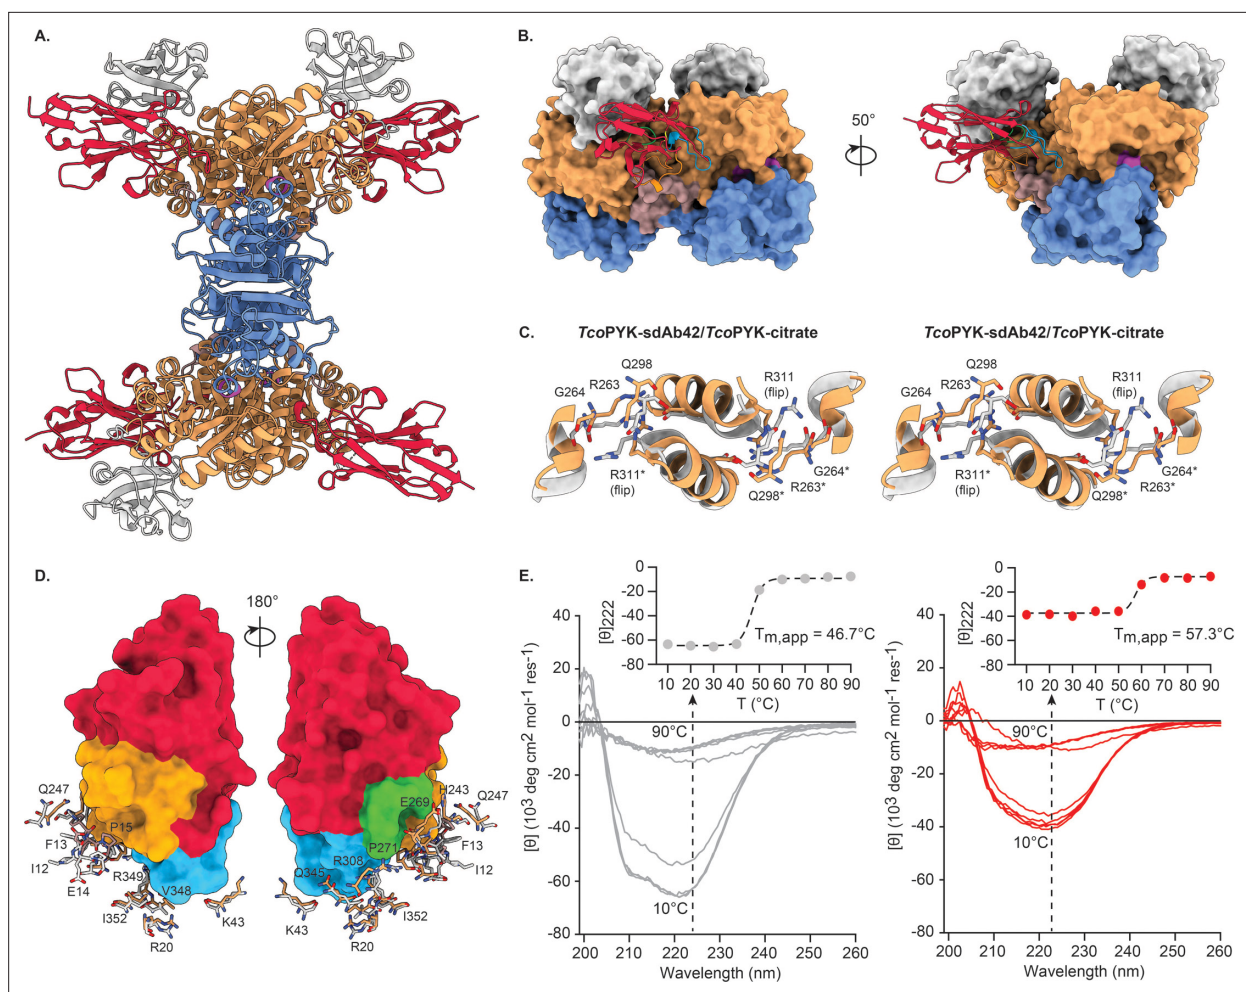 A.
B.
50°
C.
TcoPYK-sdAb42/TcoPYK-citrate
TcoPYK-sdAb42/TcoPYK-citrate
Q298
R263
G264
R311
(flip)
R311*
(flip)
G264*
R263*
Q298*
Q298
R263
G264
R311
(flip)
R311*
(flip)
G264*
R263*
Q298*
D.
180°
Q247
P15
F13
I12
E14
R349
V348
I352
K43
R20
H243
E269
Q247
F13
P271
I12
R308
Q345
I352
K43
R20
E.
0
-20
-40
-60
-80
[θ]222
Tm,app = 46.7°C
10 20 30 40 50 60 70 80 90
T (°C)
40
20
0
-20
-40
-60
-80
[θ] (10³ deg cm² mol-1 res-1)
90°C
10°C
200 210 220 230 240 250 260
Wavelength (nm)
0
-20
-40
-60
-80
[θ]222
Tm,app = 57.3°C
10 20 30 40 50 60 70 80 90
T (°C)
40
20
0
-20
-40
-60
-80
[θ] (10³ deg cm² mol-1 res-1)
90°C
10°C
200 210 220 230 240 250 260
Wavelength (nm)